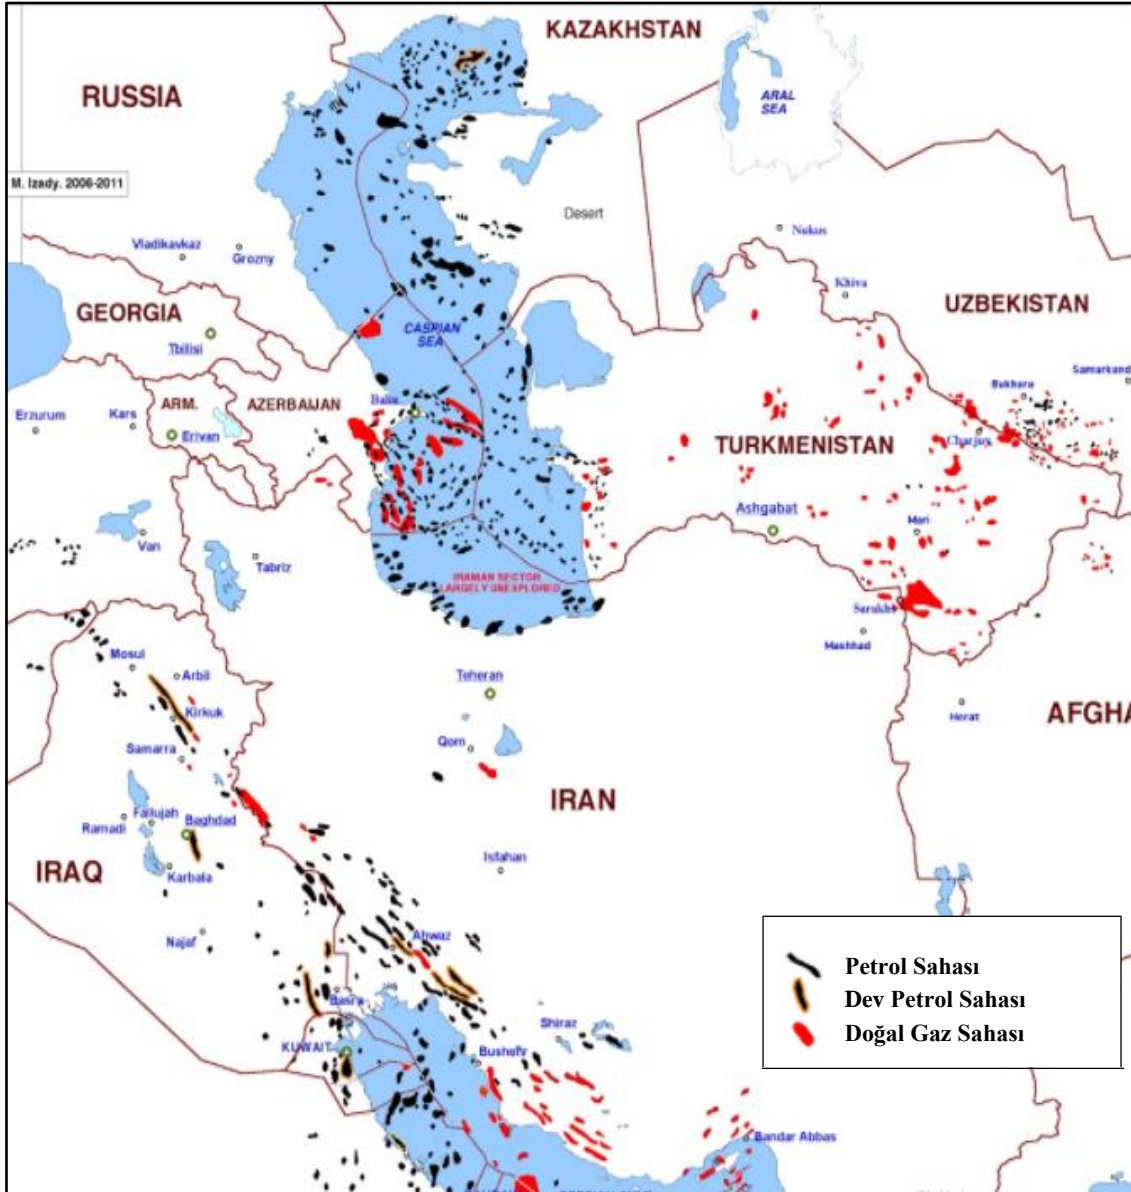 KAZAKHSTAN
RUSSIA
ARAL
SEA
M. Izady. 2006-2011
Desert
Nukus
Vladikavkaz
Grozny
Khiva
UZBEKISTAN
GEORGIA
CASPIAN
SEA
Tbilisi
Samarkand
Bukhara
ARM.
AZERBAIJAN
Baku
Erzurum
Kars
Erivan
TURKMENISTAN
Charjuy
Ashgabat
Mari
Van
Tabriz
IRANIAN SECTOR
LARGELY UNEXPLORED
Sarakhs
Mashhad
Mosul
Arbil
Teheran
Kirkuk
Herat
AFGHA
Qom
Samarra
IRAN
Fallujah
Baghdad
Ramadi
Isfahan
IRAQ
Karbala
Najaf
Ahwaz
Petrol Sahası
Dev Petrol Sahası
Doğal Gaz Sahası
Basra
Shiraz
KUWAIT
Bushehr
Bandar Abbas